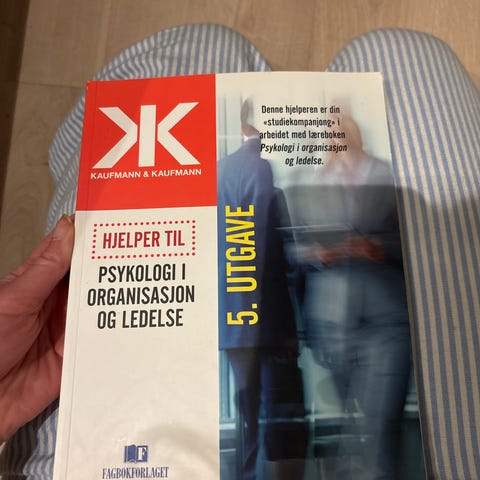 KAUFMANN & KAUFMANN
HJELPER TIL
PSYKOLOGI I
ORGANISASJON
OG LEDELSE
5. UTGAVE
Denne hjelperen er din
«studiekompanjong» i
arbeidet med læreboken
Psykologi i organisasjon
og ledelse.
FAGBOKFORLAGET